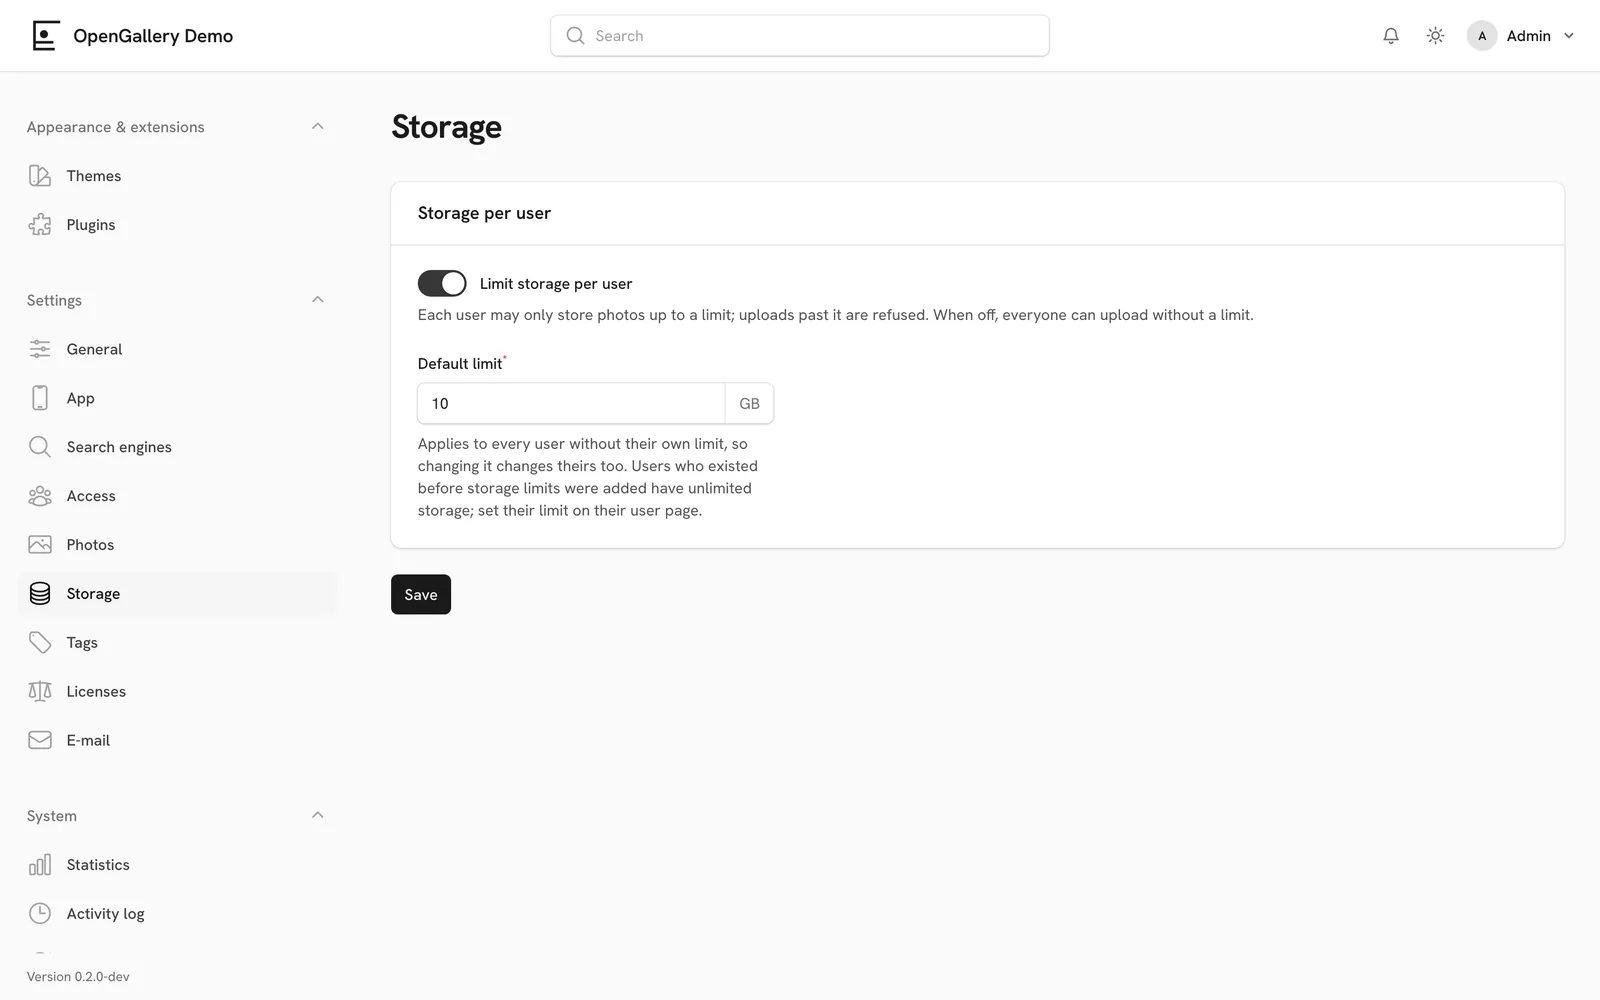 OpenGallery Demo
Search
A
Admin
Appearance & extensions
Themes
Plugins
Settings
General
App
Search engines
Access
Photos
Storage
Tags
Licenses
E-mail
System
Statistics
Activity log
Version 0.2.0-dev
Storage
Storage per user
Limit storage per user
Each user may only store photos up to a limit; uploads past it are refused. When off, everyone can upload without a limit.
Default limit*
10
GB
Applies to every user without their own limit, so
changing it changes theirs too. Users who existed
before storage limits were added have unlimited
storage; set their limit on their user page.
Save